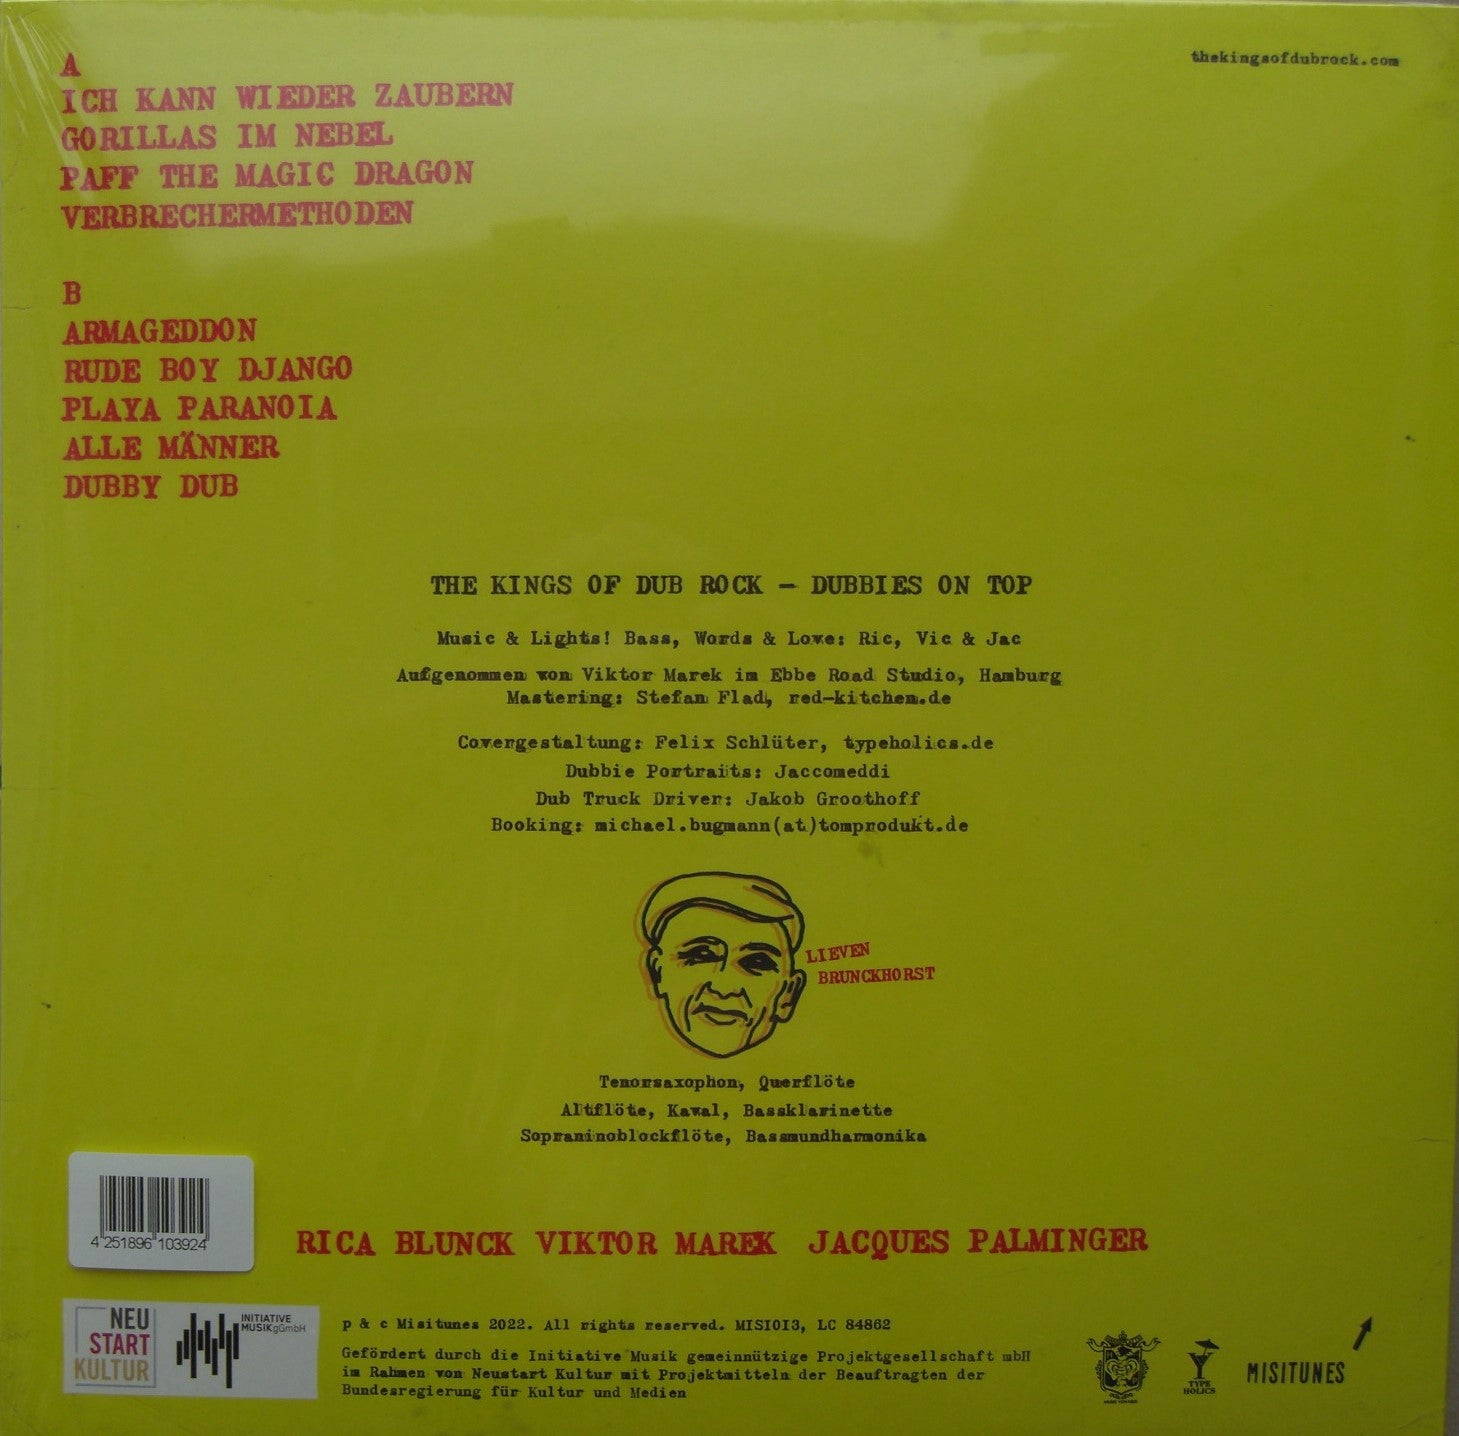 thekingsofdubrock.com
A
ICH KANN WIEDER ZAUBERN
GORILLAS IM NEBEL
PAFF THE MAGIC DRAGON
VERBRECHERMETHODEN
B
ARMAGEDDON
RUDE BOY DJANGO
PLAYA PARANOIA
ALLE MÄNNER
DUBBY DUB
THE KINGS OF DUB ROCK - DUBBIES ON TOP
Music & Lights! Bass, Words & Love: Ric, Vic & Jac
Aufgenommen von Viktor Marek im Ebbe Road Studio, Hamburg
Mastering: Stefan Flad, red-kitchen.de
Covergestaltung: Felix Schlüter, typeholics.de
Dubbie Portraits: Jaccomeddi
Dub Truck Driver: Jakob Groothoff
Booking: michael.bugmann(at)tomprodukt.de
LIEVEN
BRUNCKHORST
Tenorsaxophon, Querflöte
Altflöte, Kaval, Bassklarinette
Sopraninoblockflöte, Bassmundharmonika
4 251896 103924
RICA BLUNCK VIKTOR MAREK JACQUES PALMINGER
NEU
START
KULTUR
INITIATIVE
MUSIKgGmbH
p & c Misitunes 2022. All rights reserved. MISI013, LC 84862
Gefördert durch die Initiative Musik gemeinnützige Projektgesellschaft mbH
im Rahmen von Neustart Kultur mit Projektmitteln der Beauftragten der
Bundesregierung für Kultur und Medien
TYPE
HOLICS
MISITUNES